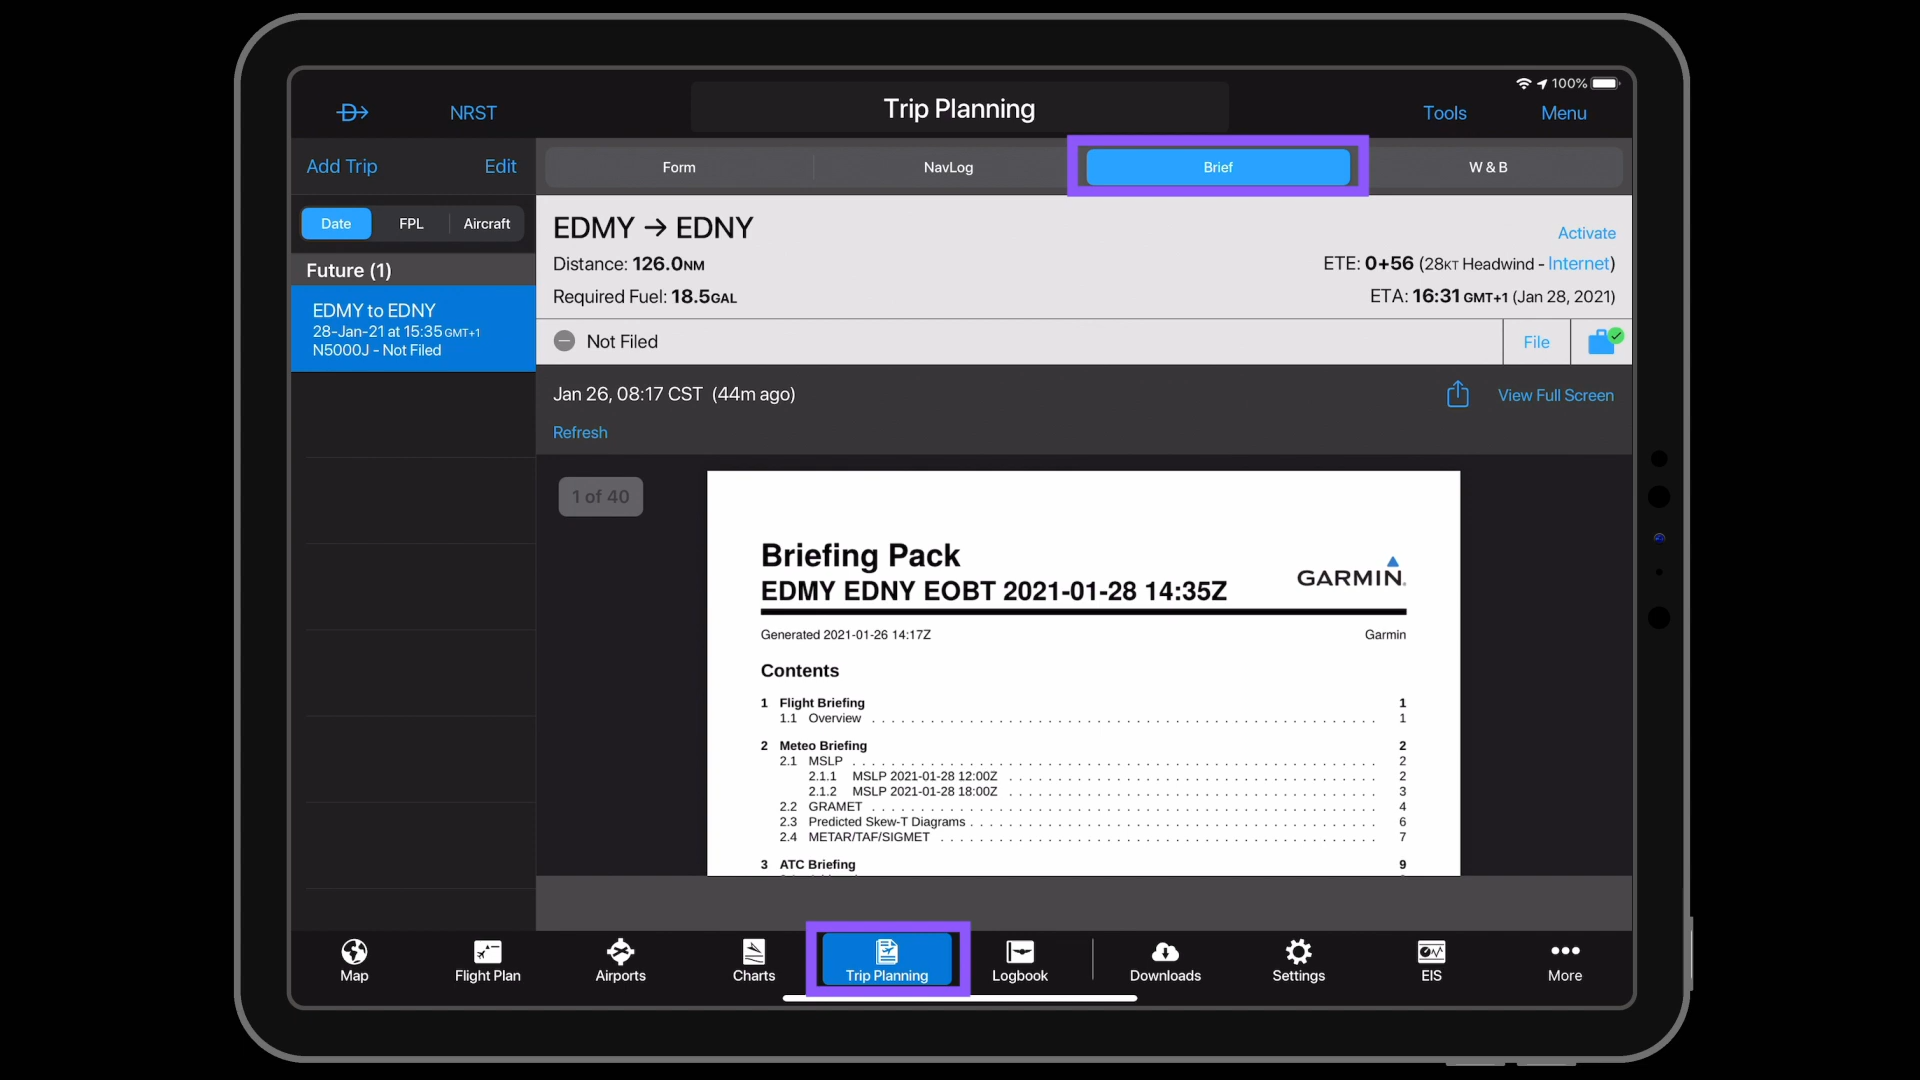 100%
NRST
Trip Planning
Tools
Menu
Add Trip
Edit
Form
NavLog
Brief
W & B
Date
FPL
Aircraft
Future (1)
EDMY to EDNY
28-Jan-21 at 15:35 GMT+1
N5000J - Not Filed
EDMY → EDNY
Activate
Distance: 126.0NM
ETE: 0+56 (28KT Headwind - Internet)
Required Fuel: 18.5GAL
ETA: 16:31 GMT+1 (Jan 28, 2021)
Not Filed
File
Jan 26, 08:17 CST (44m ago)
View Full Screen
Refresh
1 of 40
Briefing Pack
EDMY EDNY EOBT 2021-01-28 14:35Z
GARMIN
Generated 2021-01-26 14:17Z
Garmin
Contents
1 Flight Briefing 1
1.1 Overview 1
2 Meteo Briefing 2
2.1 MSLP 2
2.1.1 MSLP 2021-01-28 12:00Z 2
2.1.2 MSLP 2021-01-28 18:00Z 3
2.2 GRAMET 4
2.3 Predicted Skew-T Diagrams 6
2.4 METAR/TAF/SIGMET 7
3 ATC Briefing 9
Map
Flight Plan
Airports
Charts
Trip Planning
Logbook
Downloads
Settings
EIS
More